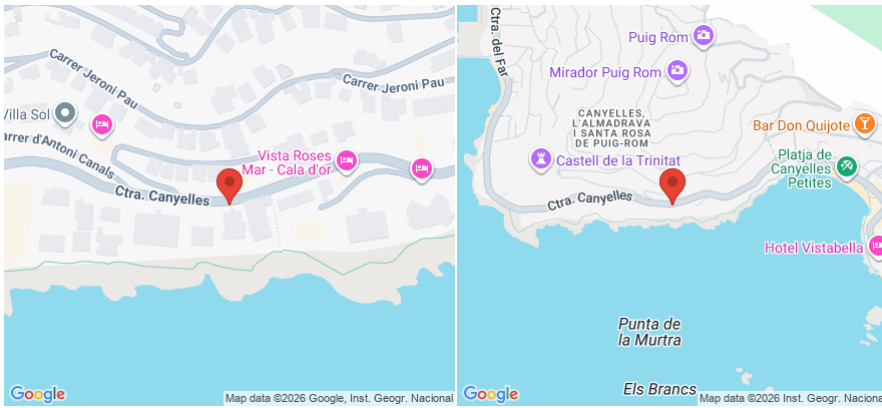 Carrer Jeroni Pau
Carrer Jeroni Pau
Villa Sol
Carrer d'Antoni Canals
Vista Roses
Mar - Cala d'or
Ctra. Canyelles
Google
Map data ©2026 Google, Inst. Geogr. Nacional
Ctra. del Far
Puig Rom
Mirador Puig Rom
CANYELLES,
L'ALMADRAVA
I SANTA ROSA
DE PUIG-ROM
Bar Don Quijote
Castell de la Trinitat
Platja de
Canyelles
Petites
Ctra. Canyelles
Hotel Vistabella
Punta de
la Murtra
Els Brancs
Google
Map data ©2026 Google, Inst. Geogr. Naciona